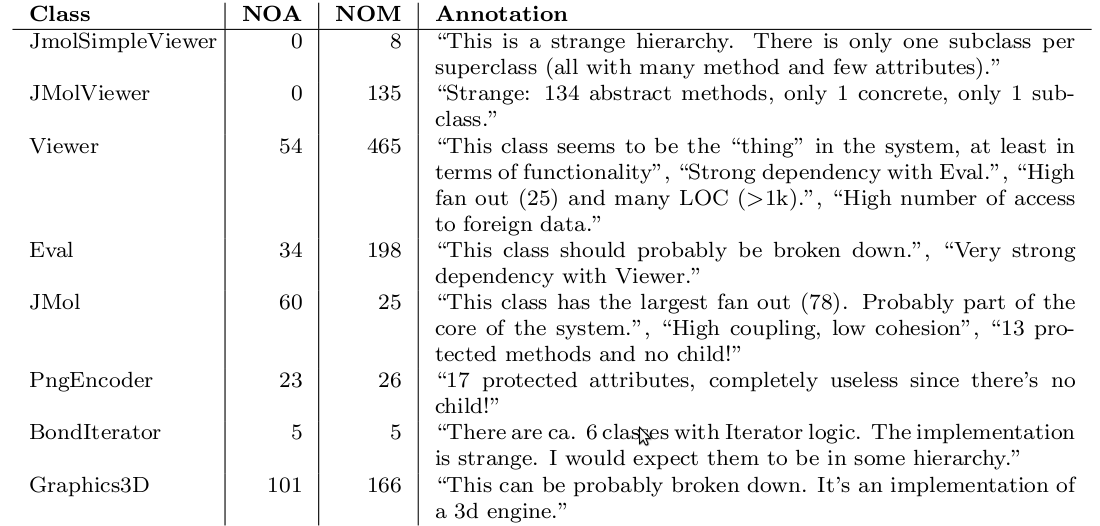 Class NOA NOM Annotation
JmolSimpleViewer 0 8 “This is a strange hierarchy. There is only one subclass per
superclass (all with many method and few attributes).”
JMolViewer 0 135 “Strange: 134 abstract methods, only 1 concrete, only 1 sub-
class.”
Viewer 54 465 “This class seems to be the “thing” in the system, at least in
terms of functionality”, “Strong dependency with Eval.”, “High
fan out (25) and many LOC (>1k).”, “High number of access
to foreign data.”
Eval 34 198 “This class should probably be broken down.”, “Very strong
dependency with Viewer.”
JMol 60 25 “This class has the largest fan out (78). Probably part of the
core of the system.”, “High coupling, low cohesion”, “13 pro-
tected methods and no child!”
PngEncoder 23 26 “17 protected attributes, completely useless since there’s no
child!”
BondIterator 5 5 “There are ca. 6 classes with Iterator logic. The implementation
is strange. I would expect them to be in some hierarchy.”
Graphics3D 101 166 “This can be probably broken down. It’s an implementation of
a 3d engine.”